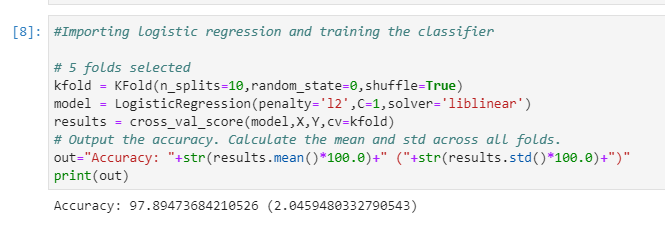 [8]: #Importing logistic regression and training the classifier
# 5 folds selected
kfold = KFold(n_splits=10,random_state=0,shuffle=True)
model = LogisticRegression(penalty='l2',C=1,solver='liblinear')
results = cross_val_score(model,X,Y,cv=kfold)
# Output the accuracy. Calculate the mean and std across all folds.
out="Accuracy: "+str(results.mean()*100.0)+" ("+str(results.std()*100.0)+")"
print(out)
Accuracy: 97.89473684210526 (2.0459480332790543)